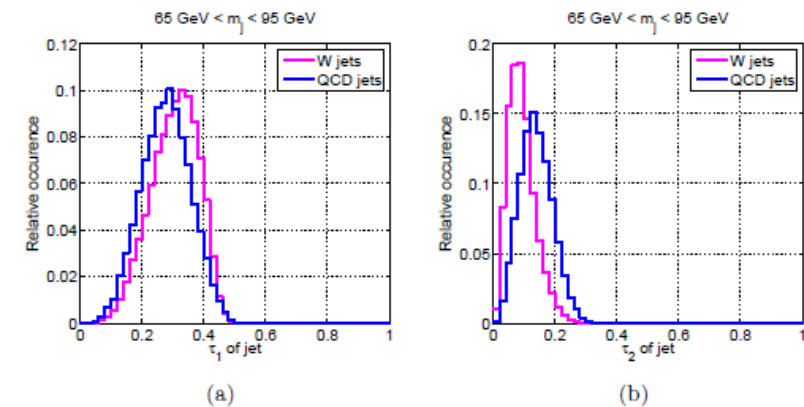 65 GeV < m_j < 95 GeV
0.12
0.1
0.08
0.06
0.04
0.02
0
Relative occurence
W jets
QCD jets
0 0.2 0.4 0.6 0.8 1
τ_1 of jet
(a)
65 GeV < m_j < 95 GeV
0.2
0.15
0.1
0.05
0
Relative occurence
W jets
QCD jets
0 0.2 0.4 0.6 0.8 1
τ_2 of jet
(b)